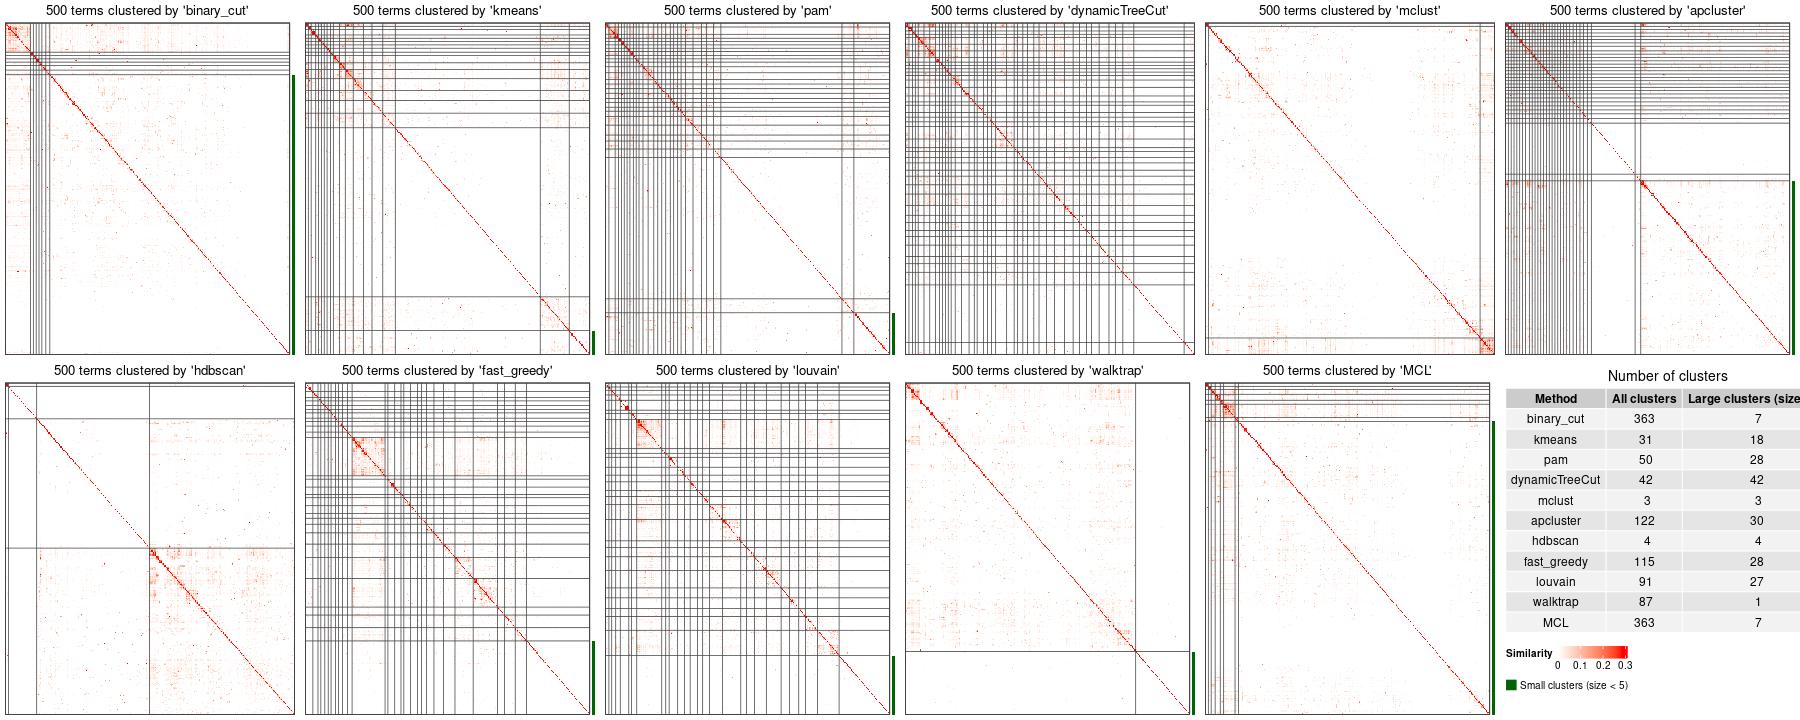 500 terms clustered by 'binary_cut'
500 terms clustered by 'kmeans'
500 terms clustered by 'pam'
500 terms clustered by 'dynamicTreeCut'
500 terms clustered by 'mclust'
500 terms clustered by 'apcluster'
500 terms clustered by 'hdbscan'
500 terms clustered by 'fast_greedy'
500 terms clustered by 'louvain'
500 terms clustered by 'walktrap'
500 terms clustered by 'MCL'
Number of clusters
Method All clusters Large clusters (size
binary_cut 363 7
kmeans 31 18
pam 50 28
dynamicTreeCut 42 42
mclust 3 3
apcluster 122 30
hdbscan 4 4
fast_greedy 115 28
louvain 91 27
walktrap 87 1
MCL 363 7
Similarity
0 0.1 0.2 0.3
Small clusters (size < 5)